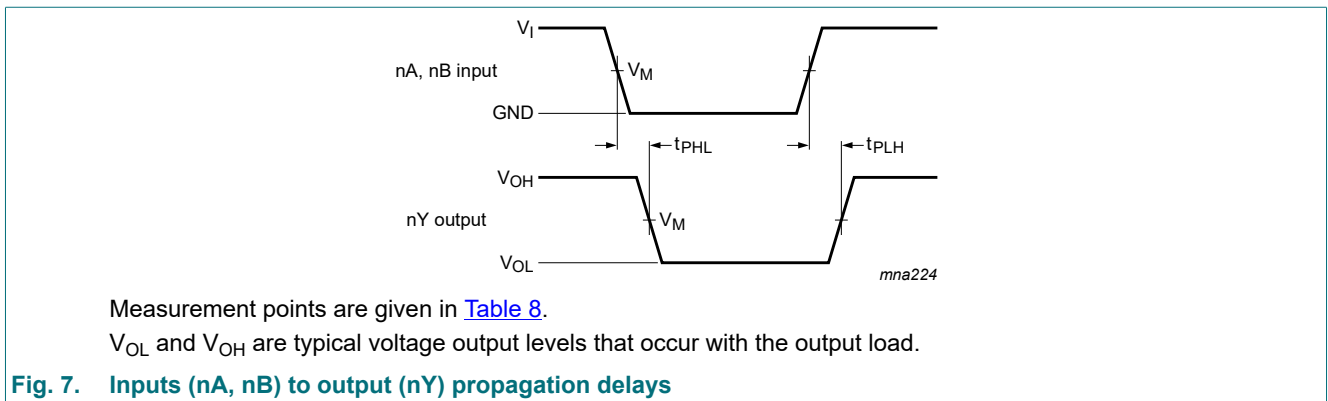 VI
nA, nB input
VM
GND
tPHL
tPLH
VOH
nY output
VM
VOL
mna224
Measurement points are given in Table 8.
VOL and VOH are typical voltage output levels that occur with the output load.
Fig. 7. Inputs (nA, nB) to output (nY) propagation delays